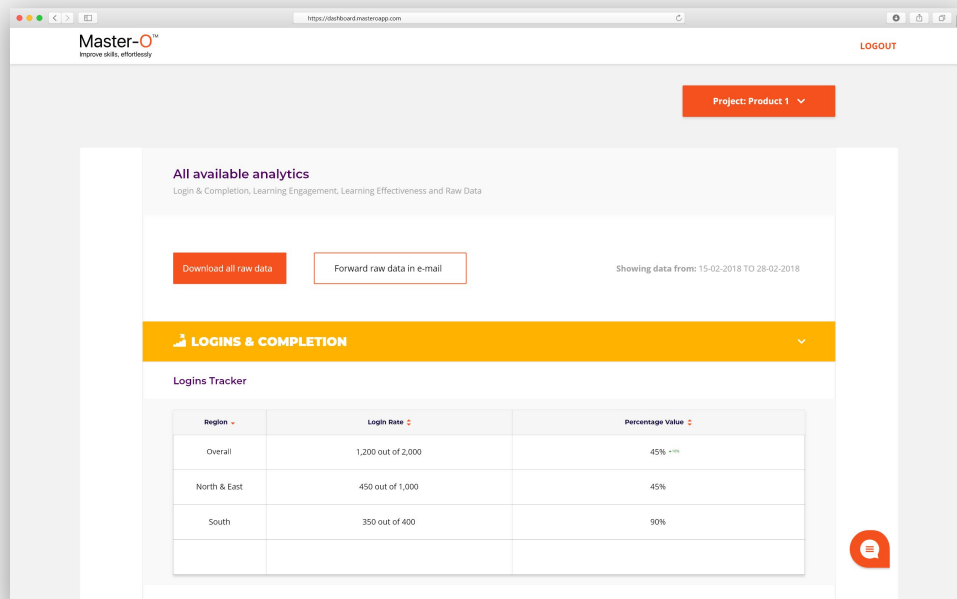 https://dashboard.masteroapp.com
Master-O™
Improve skills, effortlessly
LOGOUT
Project: Product 1
All available analytics
Login & Completion, Learning Engagement, Learning Effectiveness and Raw Data
Download all raw data
Forward raw data in e-mail
Showing data from: 15-02-2018 TO 28-02-2018
LOGINS & COMPLETION
Logins Tracker
Region Login Rate Percentage Value
Overall 1,200 out of 2,000 45%
North & East 450 out of 1,000 45%
South 350 out of 400 90%